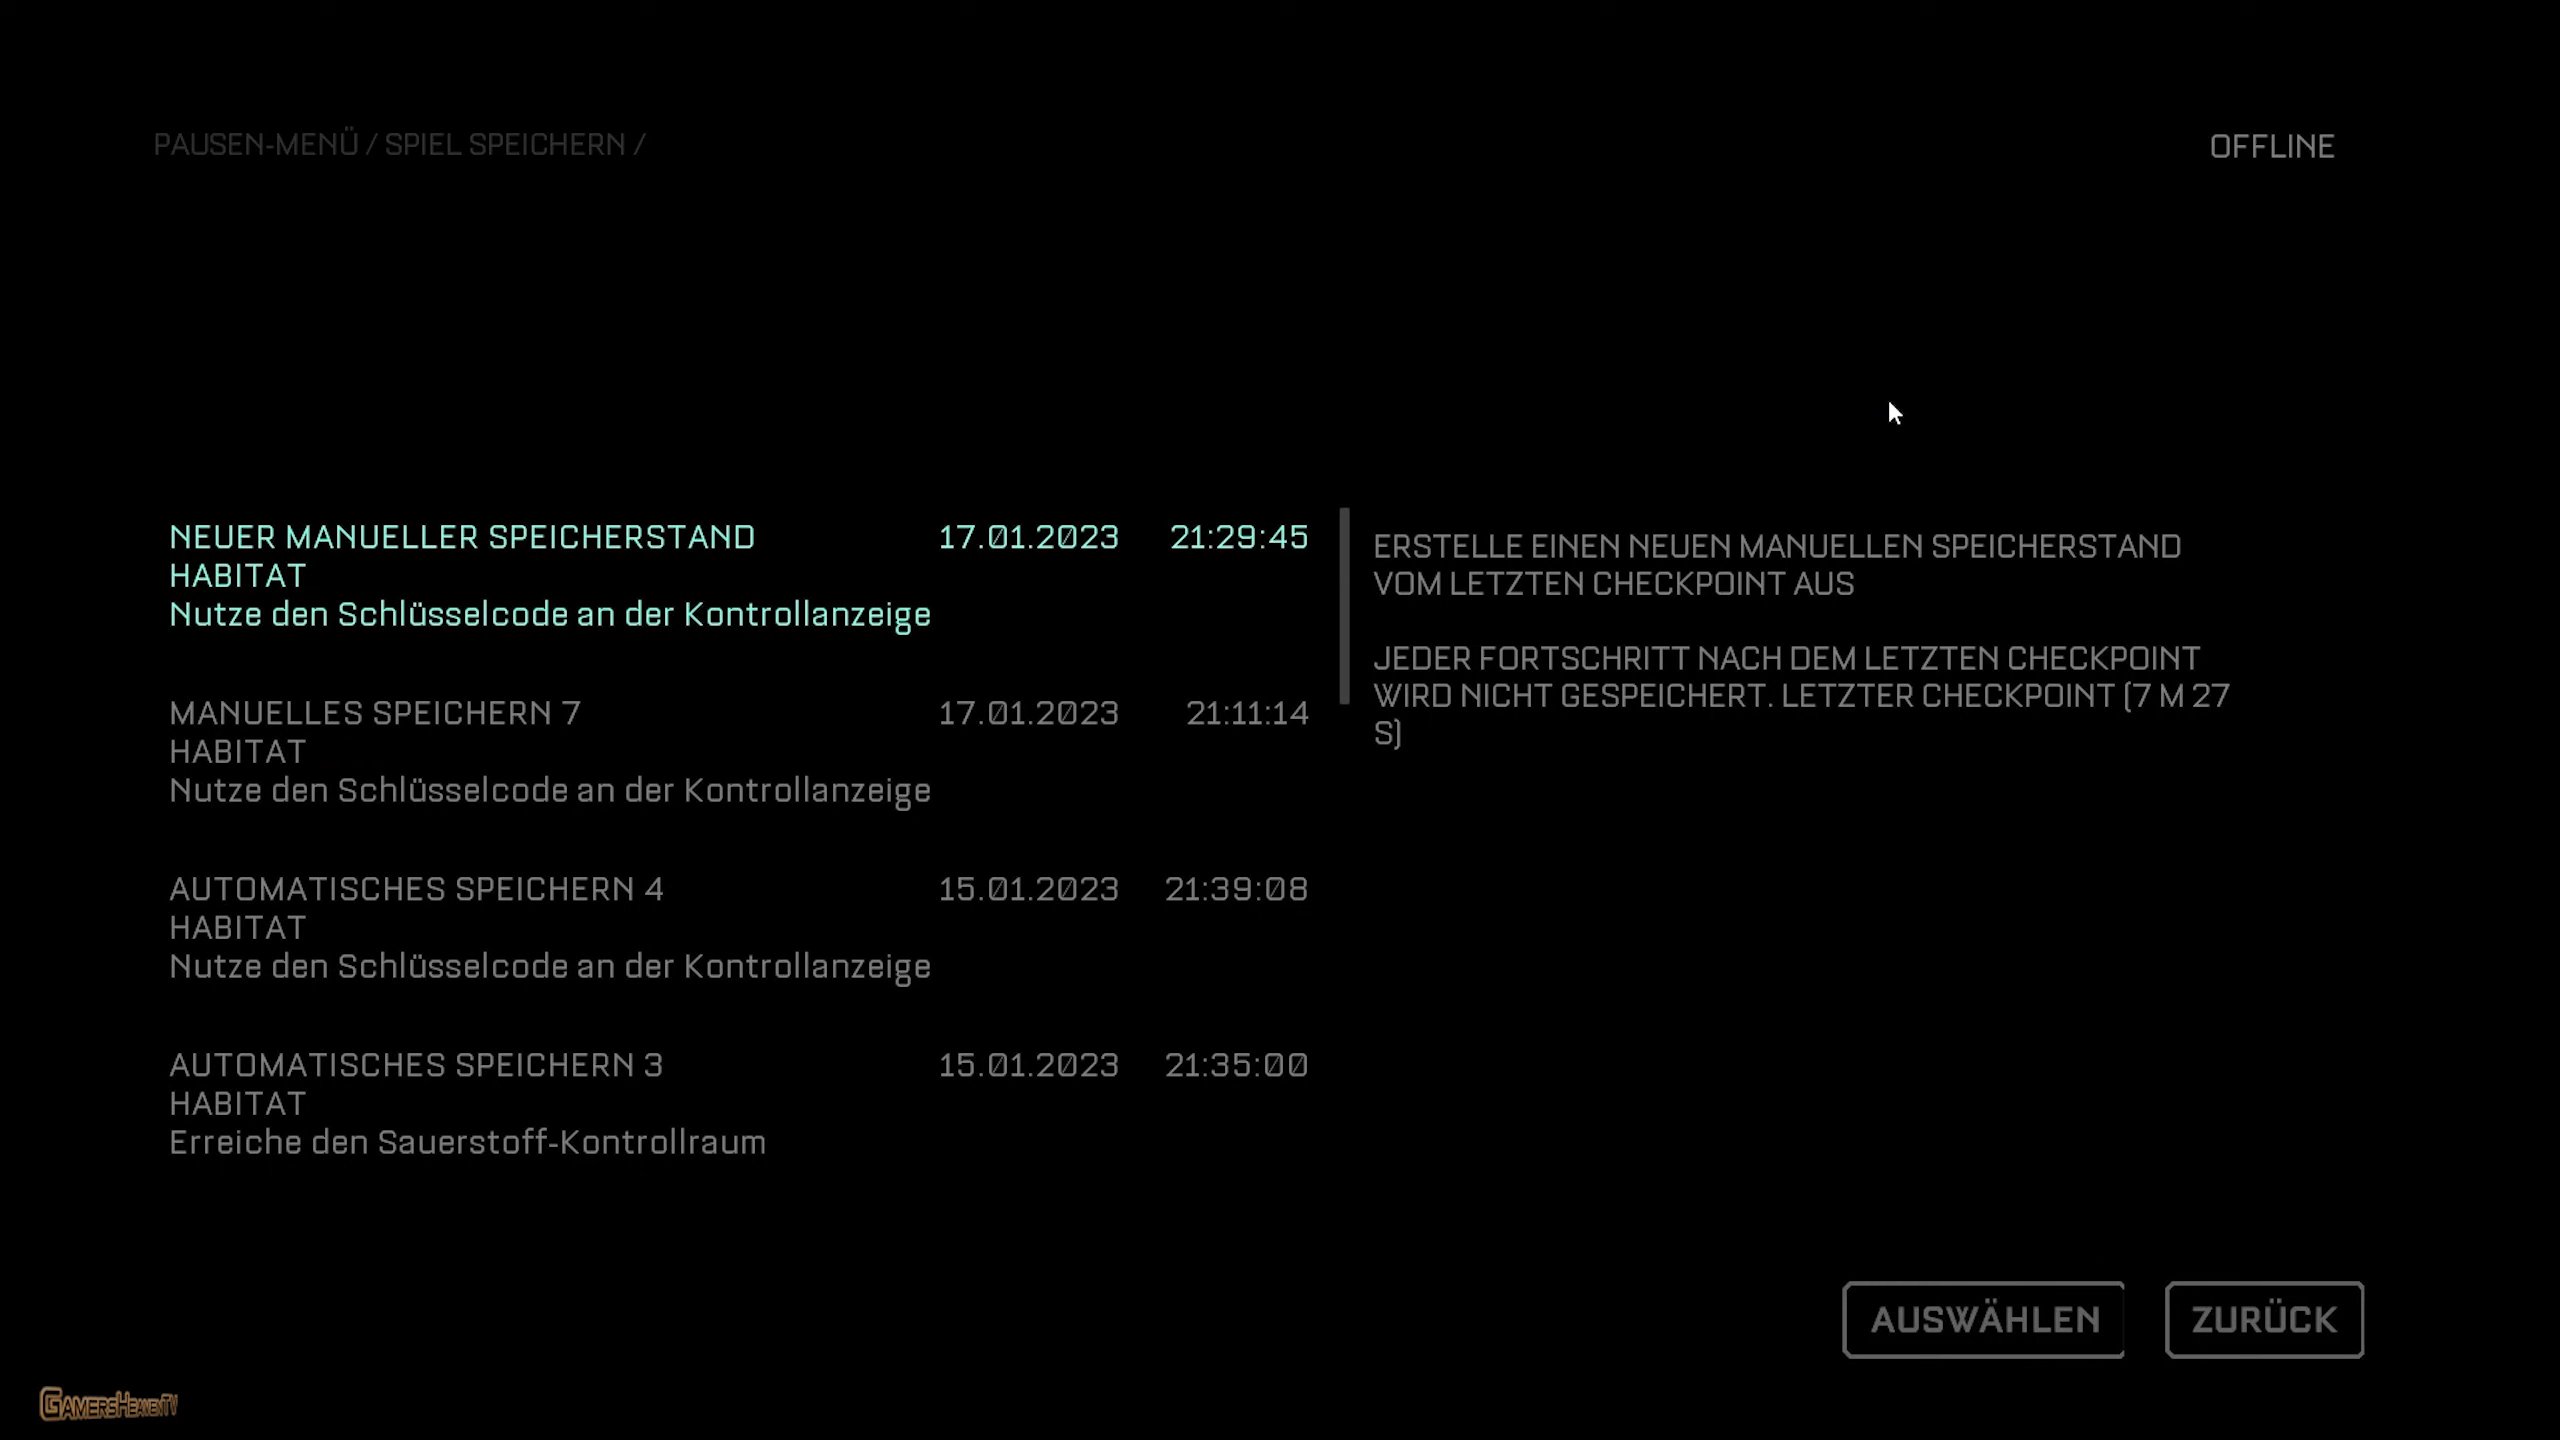 PAUSEN-MENÜ / SPIEL SPEICHERN /
OFFLINE
NEUER MANUELLER SPEICHERSTAND 17.01.2023 21:29:45
HABITAT
Nutze den Schlüsselcode an der Kontrollanzeige
MANUELLES SPEICHERN 7 17.01.2023 21:11:14
HABITAT
Nutze den Schlüsselcode an der Kontrollanzeige
AUTOMATISCHES SPEICHERN 4 15.01.2023 21:39:08
HABITAT
Nutze den Schlüsselcode an der Kontrollanzeige
AUTOMATISCHES SPEICHERN 3 15.01.2023 21:35:00
HABITAT
Erreiche den Sauerstoff-Kontrollraum
ERSTELLE EINEN NEUEN MANUELLEN SPEICHERSTAND
VOM LETZTEN CHECKPOINT AUS
JEDER FORTSCHRITT NACH DEM LETZTEN CHECKPOINT
WIRD NICHT GESPEICHERT. LETZTER CHECKPOINT (7 M 27
S)
AUSWÄHLEN
ZURÜCK
GAMERSHEAVENTV